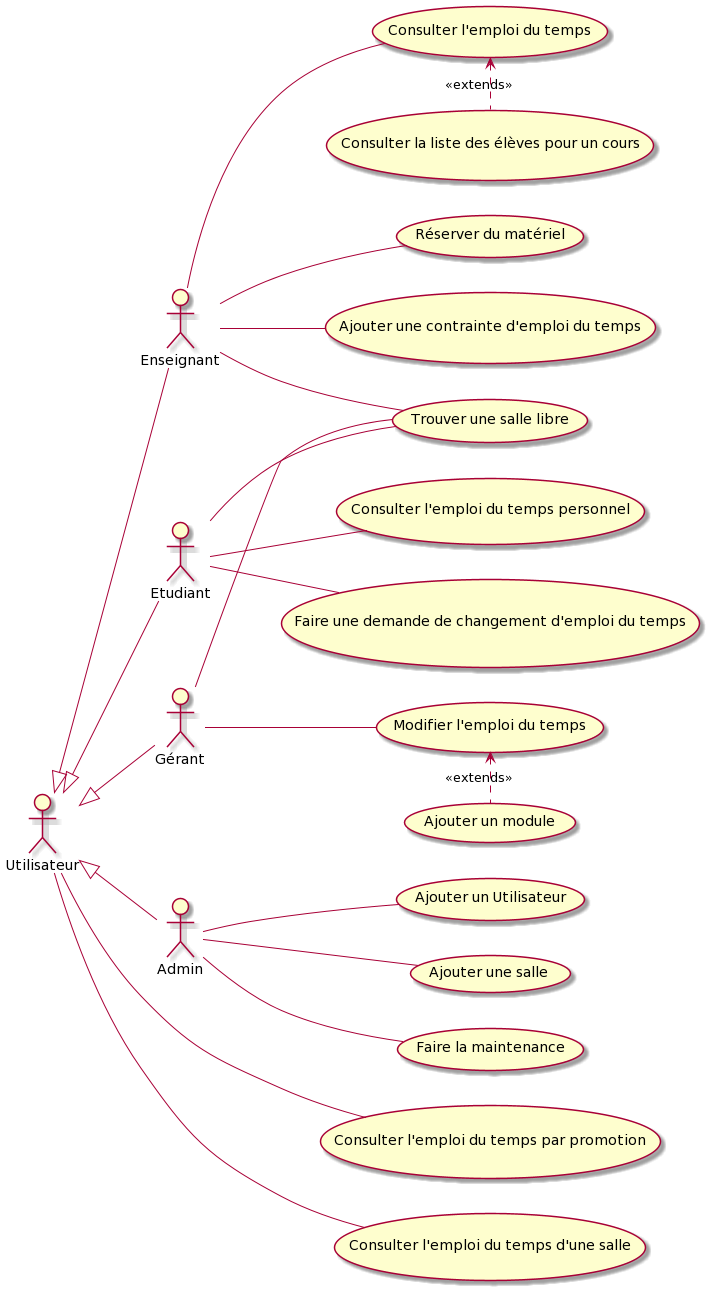 Consulter l'emploi du temps
«extends»
Consulter la liste des élèves pour un cours
Réserver du matériel
Ajouter une contrainte d'emploi du temps
Enseignant
Trouver une salle libre
Consulter l'emploi du temps personnel
Etudiant
Faire une demande de changement d'emploi du temps
Modifier l'emploi du temps
Gérant
«extends»
Ajouter un module
Utilisateur
Ajouter un Utilisateur
Admin
Ajouter une salle
Faire la maintenance
Consulter l'emploi du temps par promotion
Consulter l'emploi du temps d'une salle